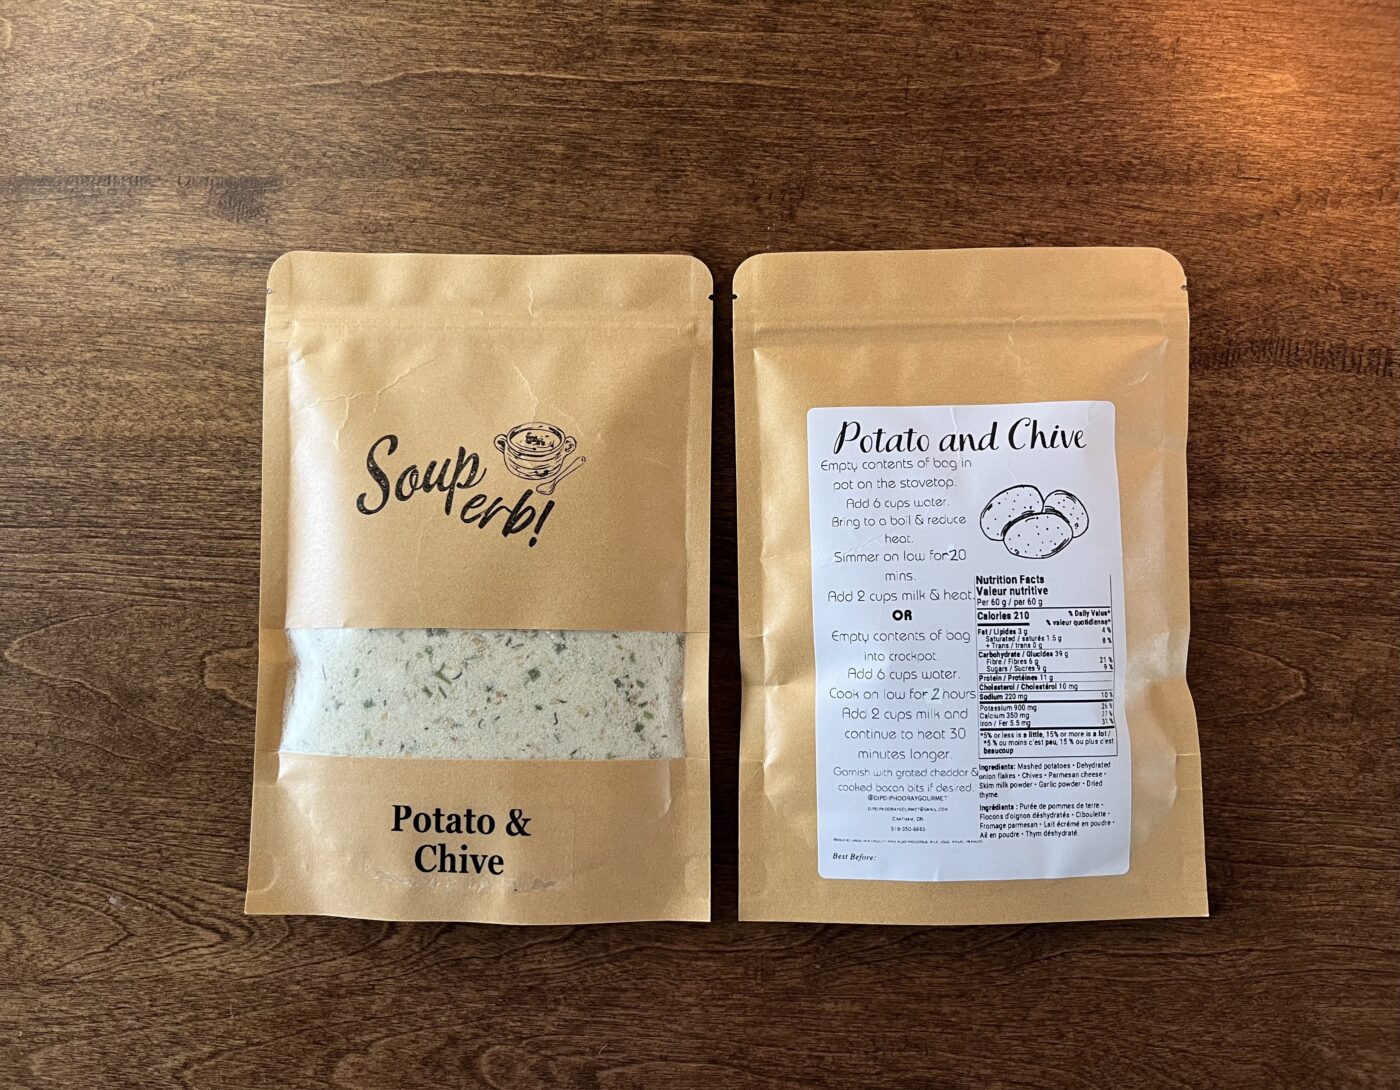 Soup
erb!
Potato &
Chive
Potato and Chive
Empty contents of bag in
pot on the stovetop.
Add 6 cups water.
Bring to a boil & reduce
heat.
Simmer on low for 20
mins.
Add 2 cups milk & heat.
OR
Empty contents of bag
into crockpot.
Add 6 cups water.
Cook on low for 2 hours
Add 2 cups milk and
continue to heat 30
minutes longer.
Garnish with grated cheddar &
cooked bacon bits if desired.
@DIPDIPHOORAYGOURMET
DIPDIPHOORAYGOURMET@GMAIL.COM
CHATHAM, ON
Best Before:
Nutrition Facts
Valeur nutritive
Per 60 g / par 60 g
Calories 210
% Daily Value*
% valeur quotidienne*
Fat / Lipides 3 g 4 %
Saturated / saturés 1.5 g
+ Trans / trans 0 g 8 %
Carbohydrate / Glucides 39 g
Fibre / Fibres 6 g 21 %
Sugars / Sucres 9 g 9 %
Protein / Protéines 11 g
Cholesterol / Cholestérol 10 mg
Sodium 220 mg 10 %
Potassium 900 mg 26 %
Calcium 350 mg 27 %
Iron / Fer 5.5 mg 31 %
*5% or less is a little, 15% or more is a lot /
*5 % ou moins c'est peu, 15 % ou plus c'est
beaucoup
Ingredients: Mashed potatoes • Dehydrated
onion flakes • Chives • Parmesan cheese •
Skim milk powder • Garlic powder • Dried
thyme.
Ingrédients : Purée de pommes de terre •
Flocons d'oignon déshydratés • Ciboulette •
Fromage parmesan • Lait écrémé en poudre •
Ail en poudre • Thym déshydraté.